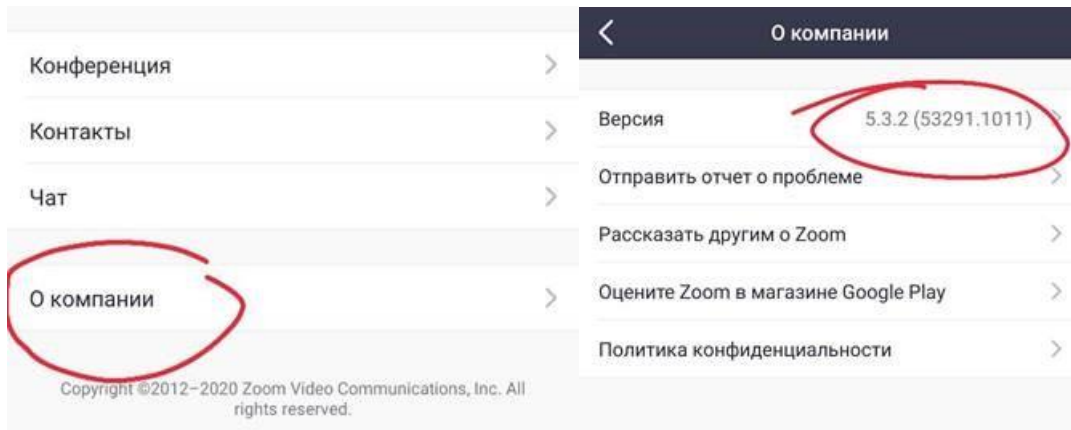 Конференция
Контакты
Чат
О компании
Copyright ©2012-2020 Zoom Video Communications, Inc. All
rights reserved.
О компании
Версия 5.3.2 (53291.1011)
Отправить отчет о проблеме
Рассказать другим о Zoom
Оцените Zoom в магазине Google Play
Политика конфиденциальности